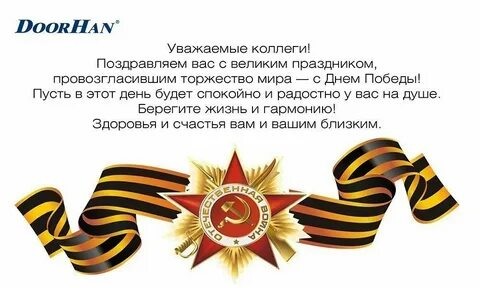 DOORHAN®
Уважаемые коллеги!
Поздравляем вас с великим праздником,
провозгласившим торжество мира — с Днем Победы!
Пусть в этот день будет спокойно и радостно у вас на душе.
Берегите жизнь и гармонию!
Здоровья и счастья вам и вашим близким.
ОТЕЧЕСТВЕННАЯ ВОЙНА